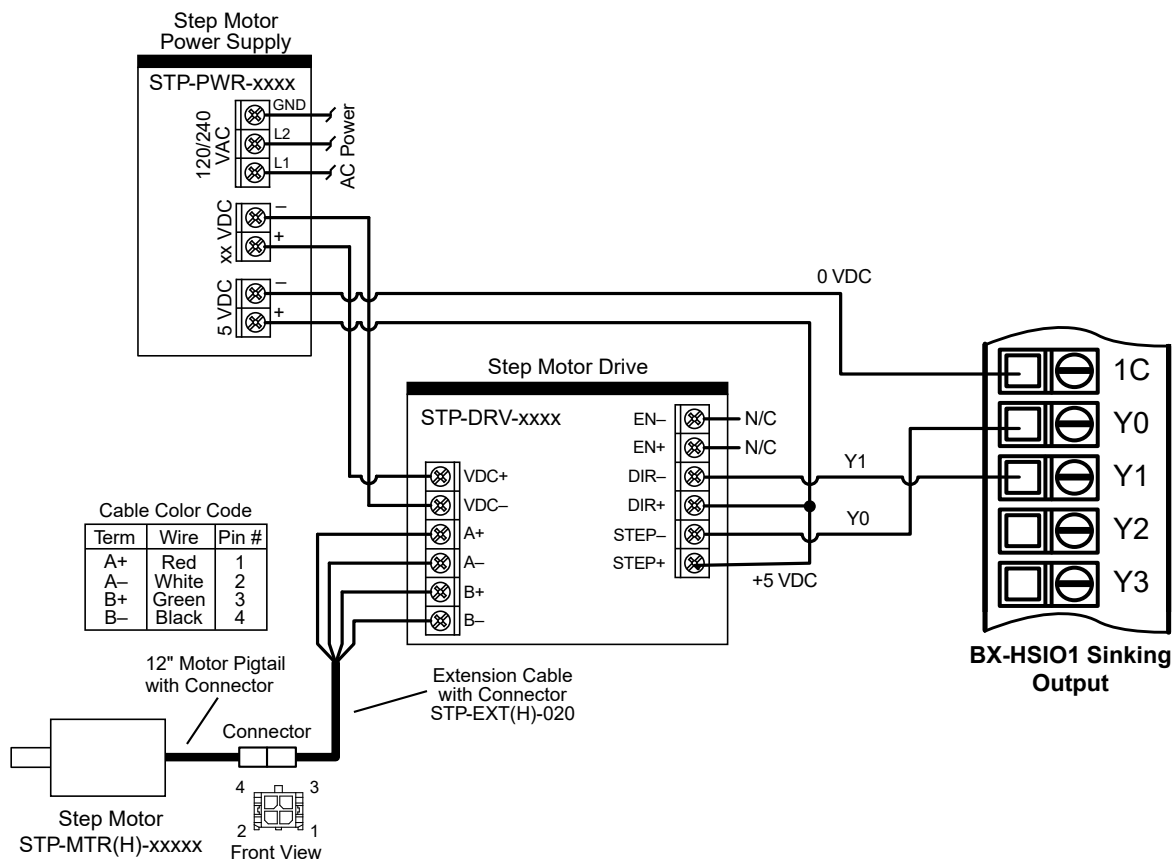 Step Motor
Power Supply
STP-PWR-xxxx
120/240
VAC
GND
L2
L1
AC Power
xx VDC
–
+
5 VDC
–
+
0 VDC
Step Motor Drive
STP-DRV-xxxx
VDC+
VDC–
A+
A–
B+
B–
EN–
EN+
DIR–
DIR+
STEP–
STEP+
N/C
N/C
Y1
Y0
+5 VDC
1C
Y0
Y1
Y2
Y3
BX-HSIO1 Sinking
Output
Cable Color Code
Term Wire Pin #
A+ Red 1
A– White 2
B+ Green 3
B– Black 4
12" Motor Pigtail
with Connector
Extension Cable
with Connector
STP-EXT(H)-020
Connector
4 3
2 1
Front View
Step Motor
STP-MTR(H)-xxxxx